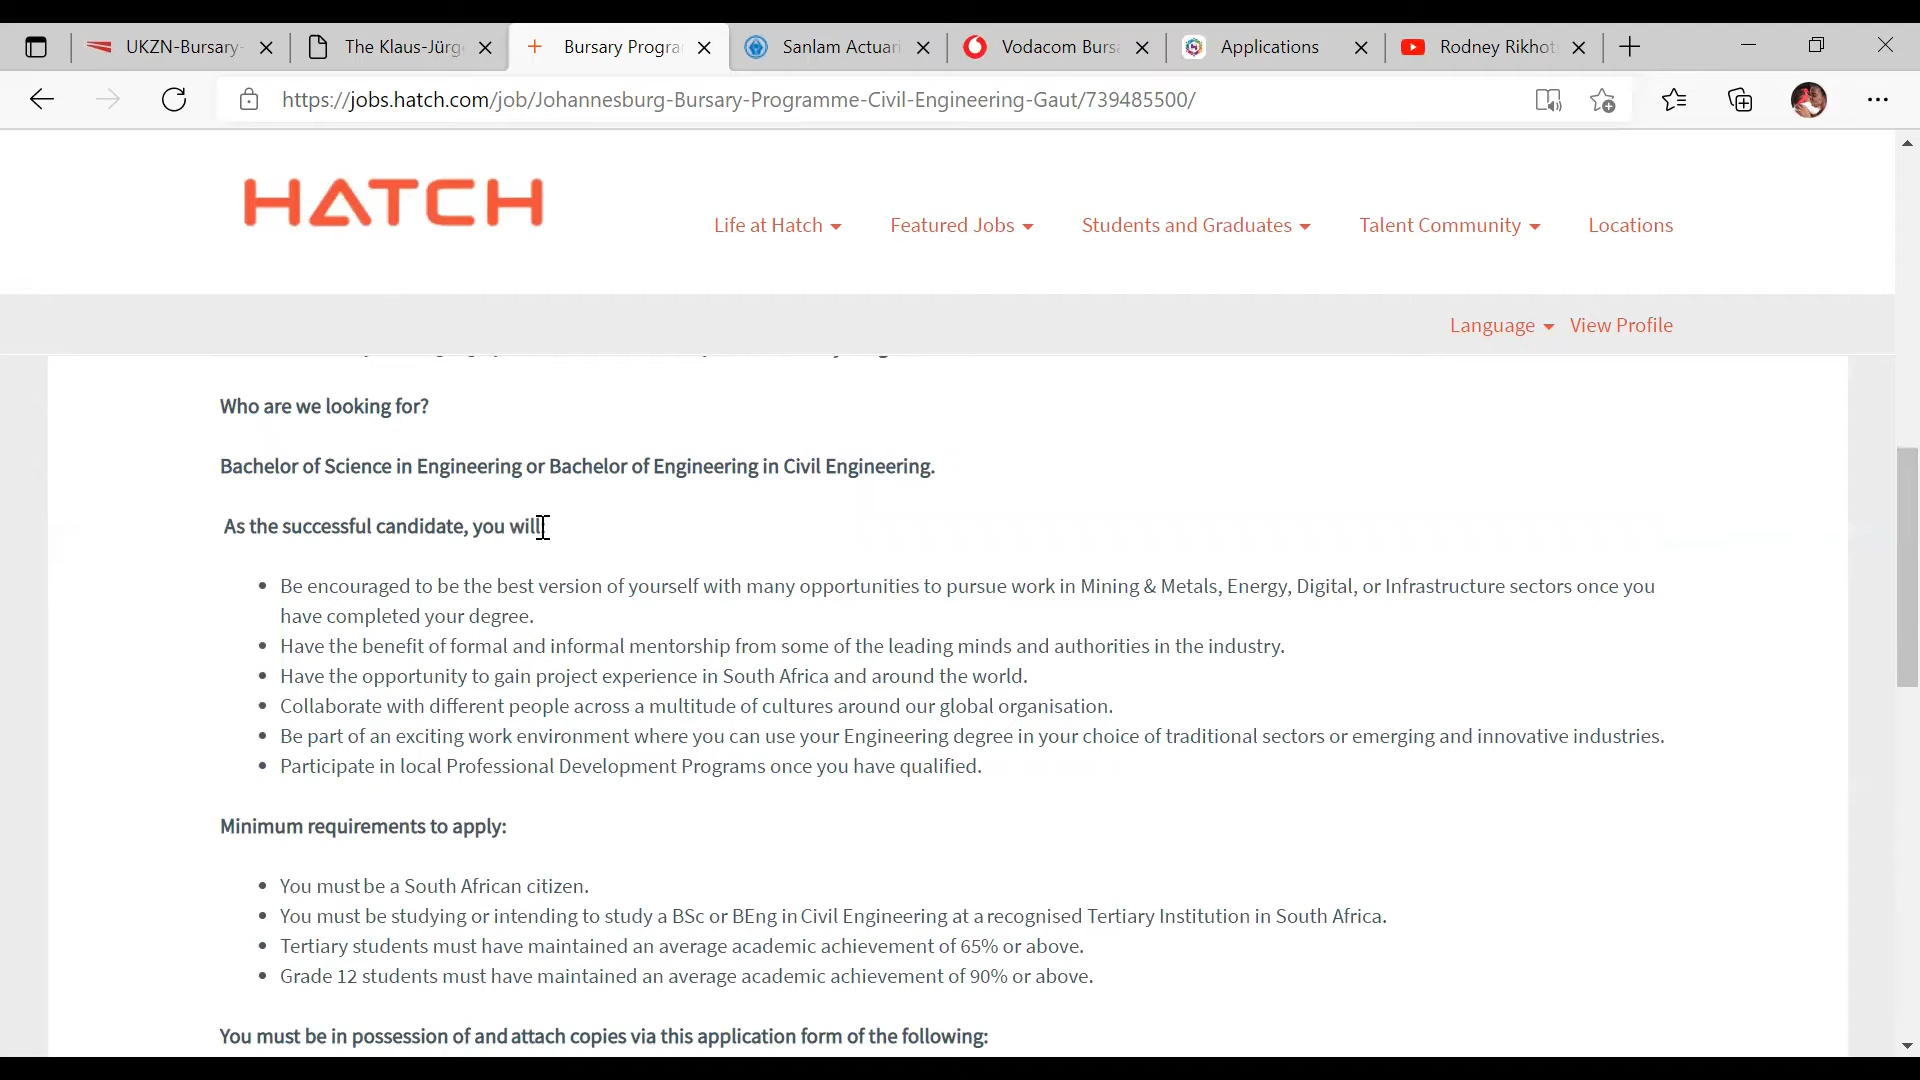 UKZN-Bursary-
The Klaus-Jürg
Bursary Progra
Sanlam Actuari
Vodacom Burs
Applications
Rodney Rikhot
https://jobs.hatch.com/job/Johannesburg-Bursary-Programme-Civil-Engineering-Gaut/739485500/
HATCH
Life at Hatch
Featured Jobs
Students and Graduates
Talent Community
Locations
Language
View Profile
Who are we looking for?
Bachelor of Science in Engineering or Bachelor of Engineering in Civil Engineering.
As the successful candidate, you will
• Be encouraged to be the best version of yourself with many opportunities to pursue work in Mining & Metals, Energy, Digital, or Infrastructure sectors once you
have completed your degree.
• Have the benefit of formal and informal mentorship from some of the leading minds and authorities in the industry.
• Have the opportunity to gain project experience in South Africa and around the world.
• Collaborate with different people across a multitude of cultures around our global organisation.
• Be part of an exciting work environment where you can use your Engineering degree in your choice of traditional sectors or emerging and innovative industries.
• Participate in local Professional Development Programs once you have qualified.
Minimum requirements to apply:
• You must be a South African citizen.
• You must be studying or intending to study a BSc or BEng in Civil Engineering at a recognised Tertiary Institution in South Africa.
• Tertiary students must have maintained an average academic achievement of 65% or above.
• Grade 12 students must have maintained an average academic achievement of 90% or above.
You must be in possession of and attach copies via this application form of the following: